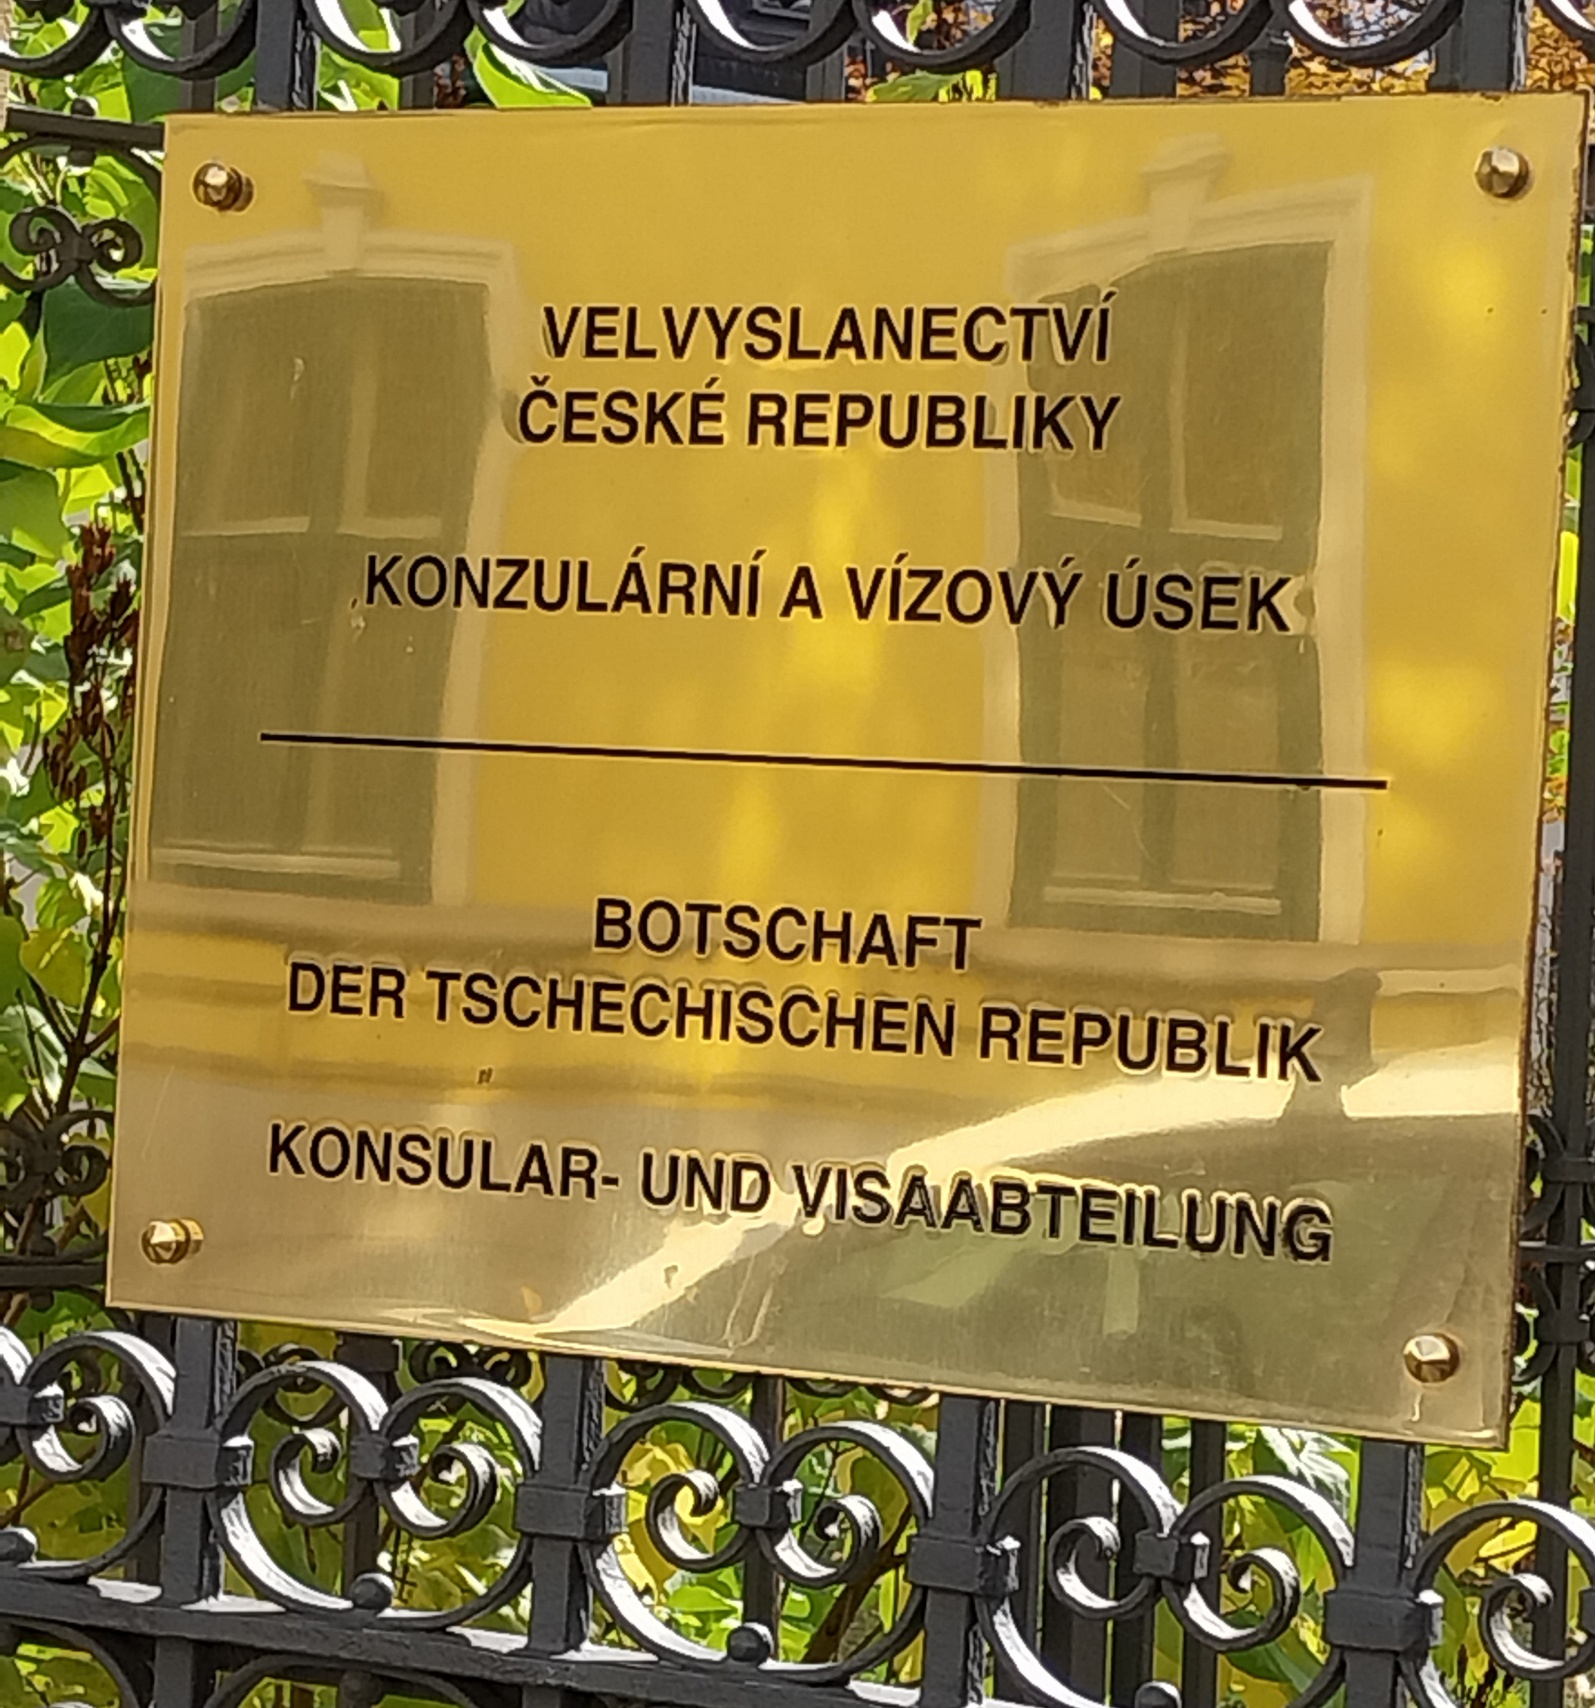 VELVYSLANECTVÍ
ČESKÉ REPUBLIKY
KONZULÁRNÍ A VÍZOVÝ ÚSEK
BOTSCHAFT
DER TSCHECHISCHEN REPUBLIK
KONSULAR- UND VISAABTEILUNG